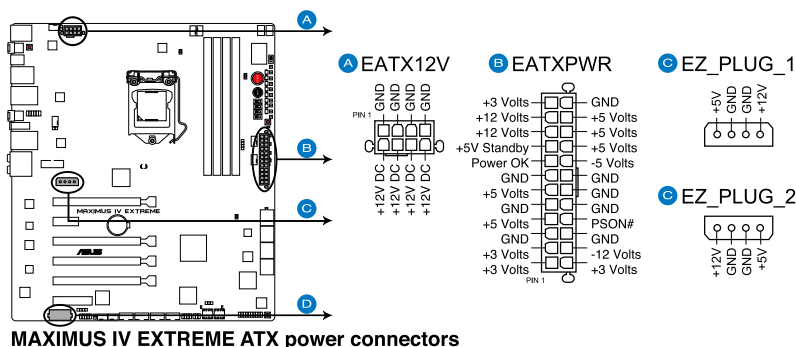 A
B
C
D
MAXIMUS IV EXTREME
ASUS
A EATX12V
GND
GND
GND
GND
PIN 1
+12V DC
+12V DC
+12V DC
+12V DC
B EATXPWR
+3 Volts GND
+12 Volts +5 Volts
+12 Volts +5 Volts
+5V Standby +5 Volts
Power OK -5 Volts
GND GND
+5 Volts GND
GND GND
+5 Volts PSON#
GND GND
+3 Volts -12 Volts
+3 Volts +3 Volts
PIN 1
C EZ_PLUG_1
+5V
GND
GND
+12V
C EZ_PLUG_2
+12V
GND
GND
+5V
MAXIMUS IV EXTREME ATX power connectors